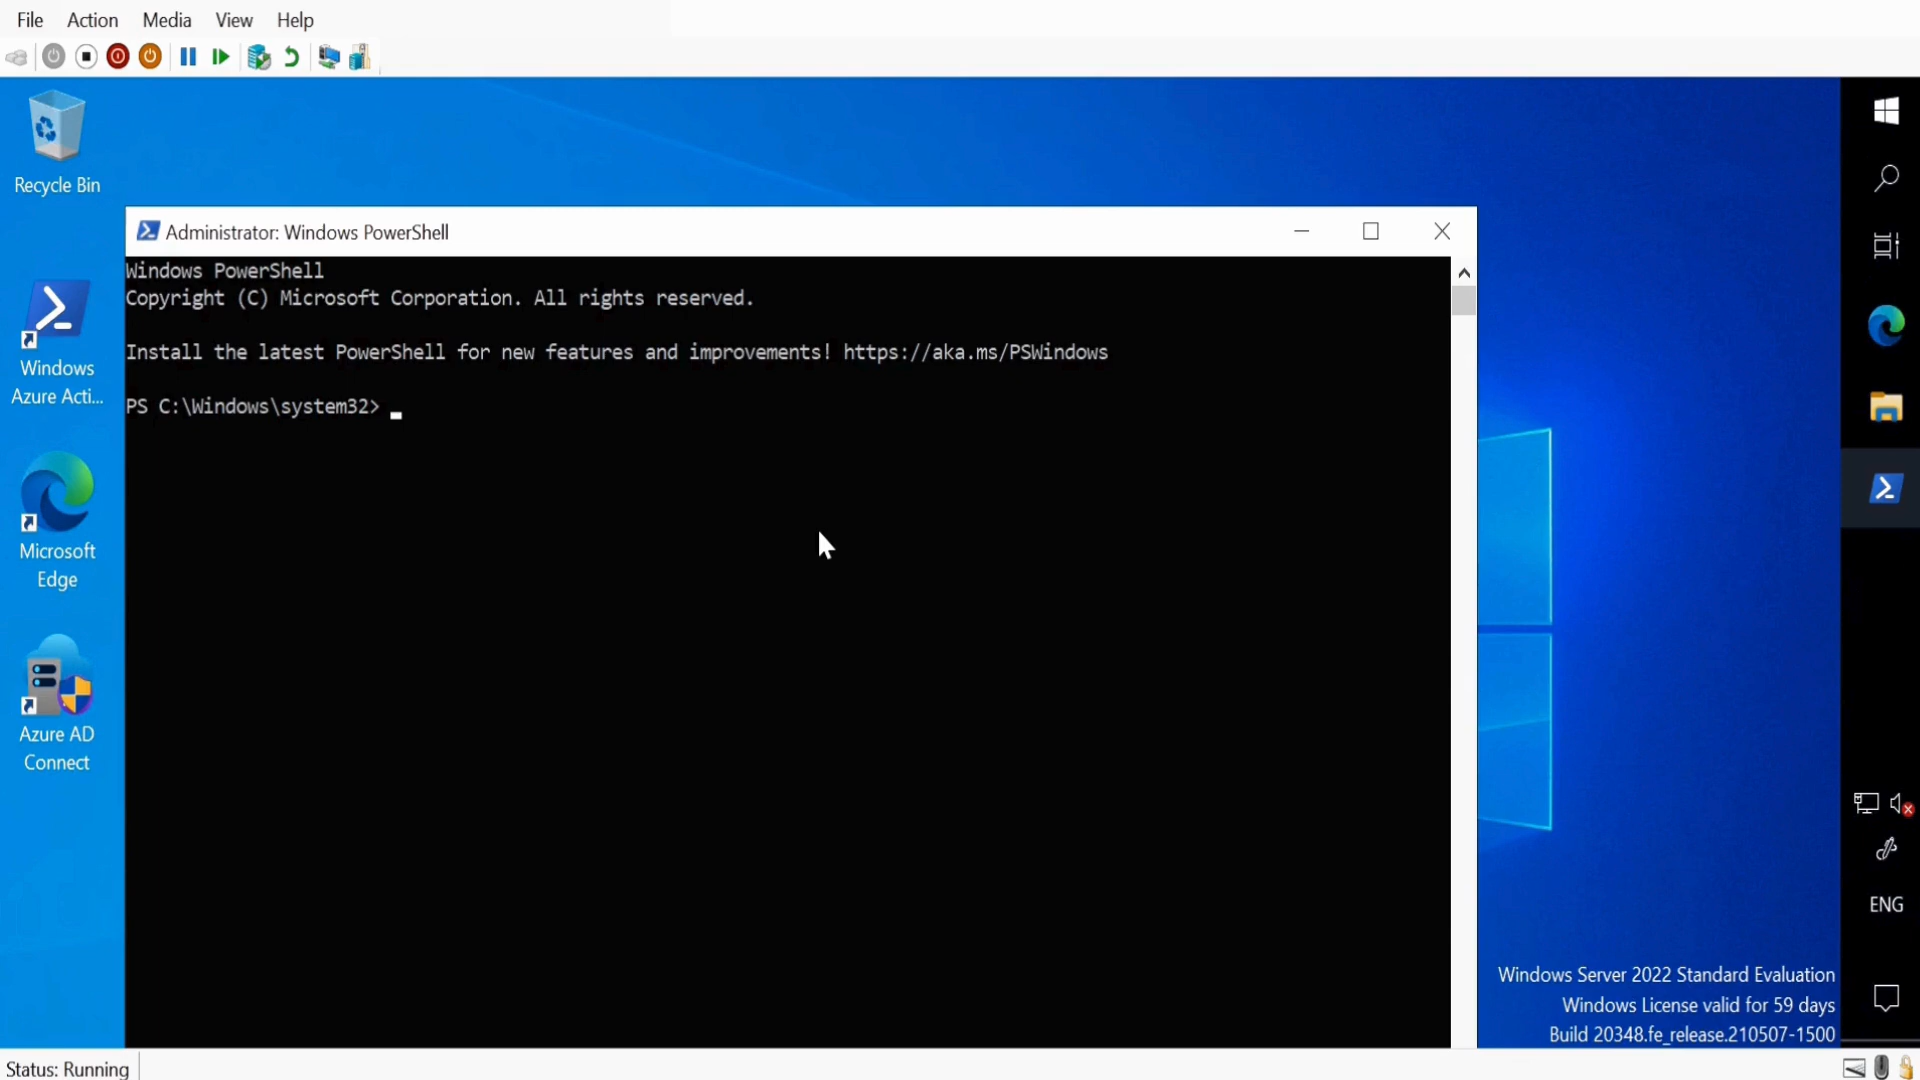 File Action Media View Help
Recycle Bin
Windows
Azure Acti...
Microsoft
Edge
Azure AD
Connect
Administrator: Windows PowerShell
Windows PowerShell
Copyright (C) Microsoft Corporation. All rights reserved.
Install the latest PowerShell for new features and improvements! https://aka.ms/PSWindows
PS C:\Windows\system32>
ENG
Windows Server 2022 Standard Evaluation
Windows License valid for 59 days
Build 20348.fe_release.210507-1500
Status: Running